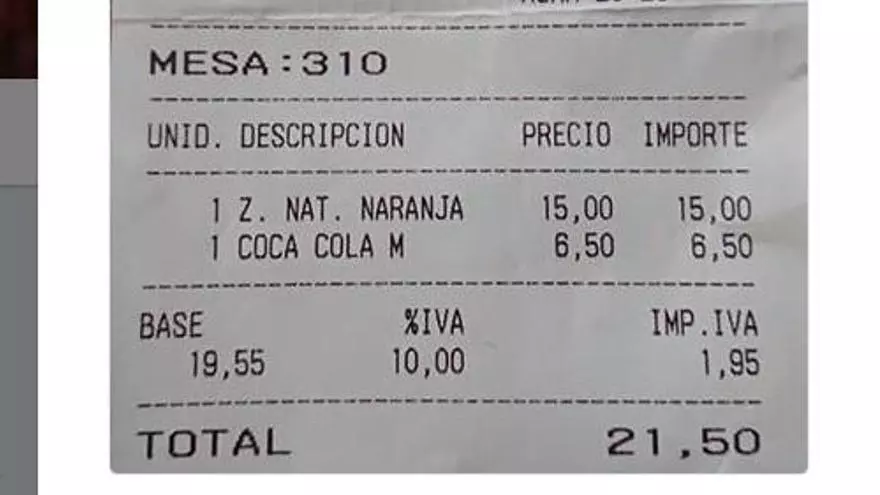 MESA:310
UNID. DESCRIPCION PRECIO IMPORTE
1 Z. NAT. NARANJA 15,00 15,00
1 COCA COLA M 6,50 6,50
BASE %IVA IMP.IVA
19,55 10,00 1,95
TOTAL 21,50